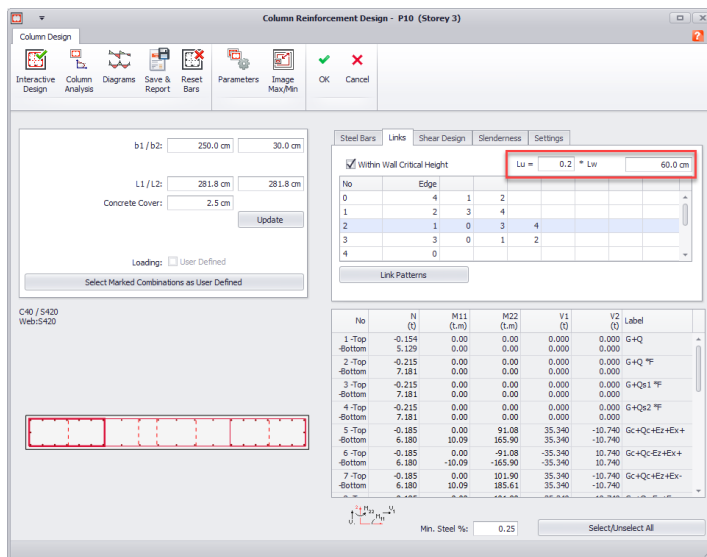 Column Reinforcement Design - P10 (Storey 3)
Column Design
Interactive Design
Column Analysis
Diagrams
Save & Report
Reset Bars
Parameters
Image Max/Min
OK
Cancel
b1 / b2: 250.0 cm 30.0 cm
L1 / L2: 281.8 cm 281.8 cm
Concrete Cover: 2.5 cm
Update
Loading: User Defined
Select Marked Combinations as User Defined
Steel Bars Links Shear Design Slenderness Settings
Within Wall Critical Height Lu = 0.2 * Lw 60.0 cm
No Edge
0 4 1 2
1 2 3 4
2 1 0 3 4
3 3 0 1 2
4 0
Link Patterns
C40 / S420
Web:S420
No N (t) M11 (t.m) M22 (t.m) V1 (t) V2 (t) Label
1 -Top -0.154 0.00 0.00 0.000 0.000 G+Q
-Bottom 5.129 0.00 0.00 0.000 0.000
2 -Top -0.215 0.00 0.00 0.000 0.000 G+Q *F
-Bottom 7.181 0.00 0.00 0.000 0.000
3 -Top -0.215 0.00 0.00 0.000 0.000 G+Qs1 *F
-Bottom 7.181 0.00 0.00 0.000 0.000
4 -Top -0.215 0.00 0.00 0.000 0.000 G+Qs2 *F
-Bottom 7.181 0.00 0.00 0.000 0.000
5 -Top -0.185 0.00 91.08 35.340 -10.740 Gc+Qc+Ez+Ex+
-Bottom 6.180 10.09 165.90 35.340 -10.740
6 -Top -0.185 0.00 -91.08 -35.340 10.740 Gc+Qc-Ez+Ex+
-Bottom 6.180 -10.09 -165.90 -35.340 10.740
7 -Top -0.185 0.00 101.90 35.340 -10.740 Gc+Qc+Ez+Ex-
-Bottom 6.180 10.09 185.61 35.340 -10.740
Min. Steel %: 0.25
Select/Unselect All